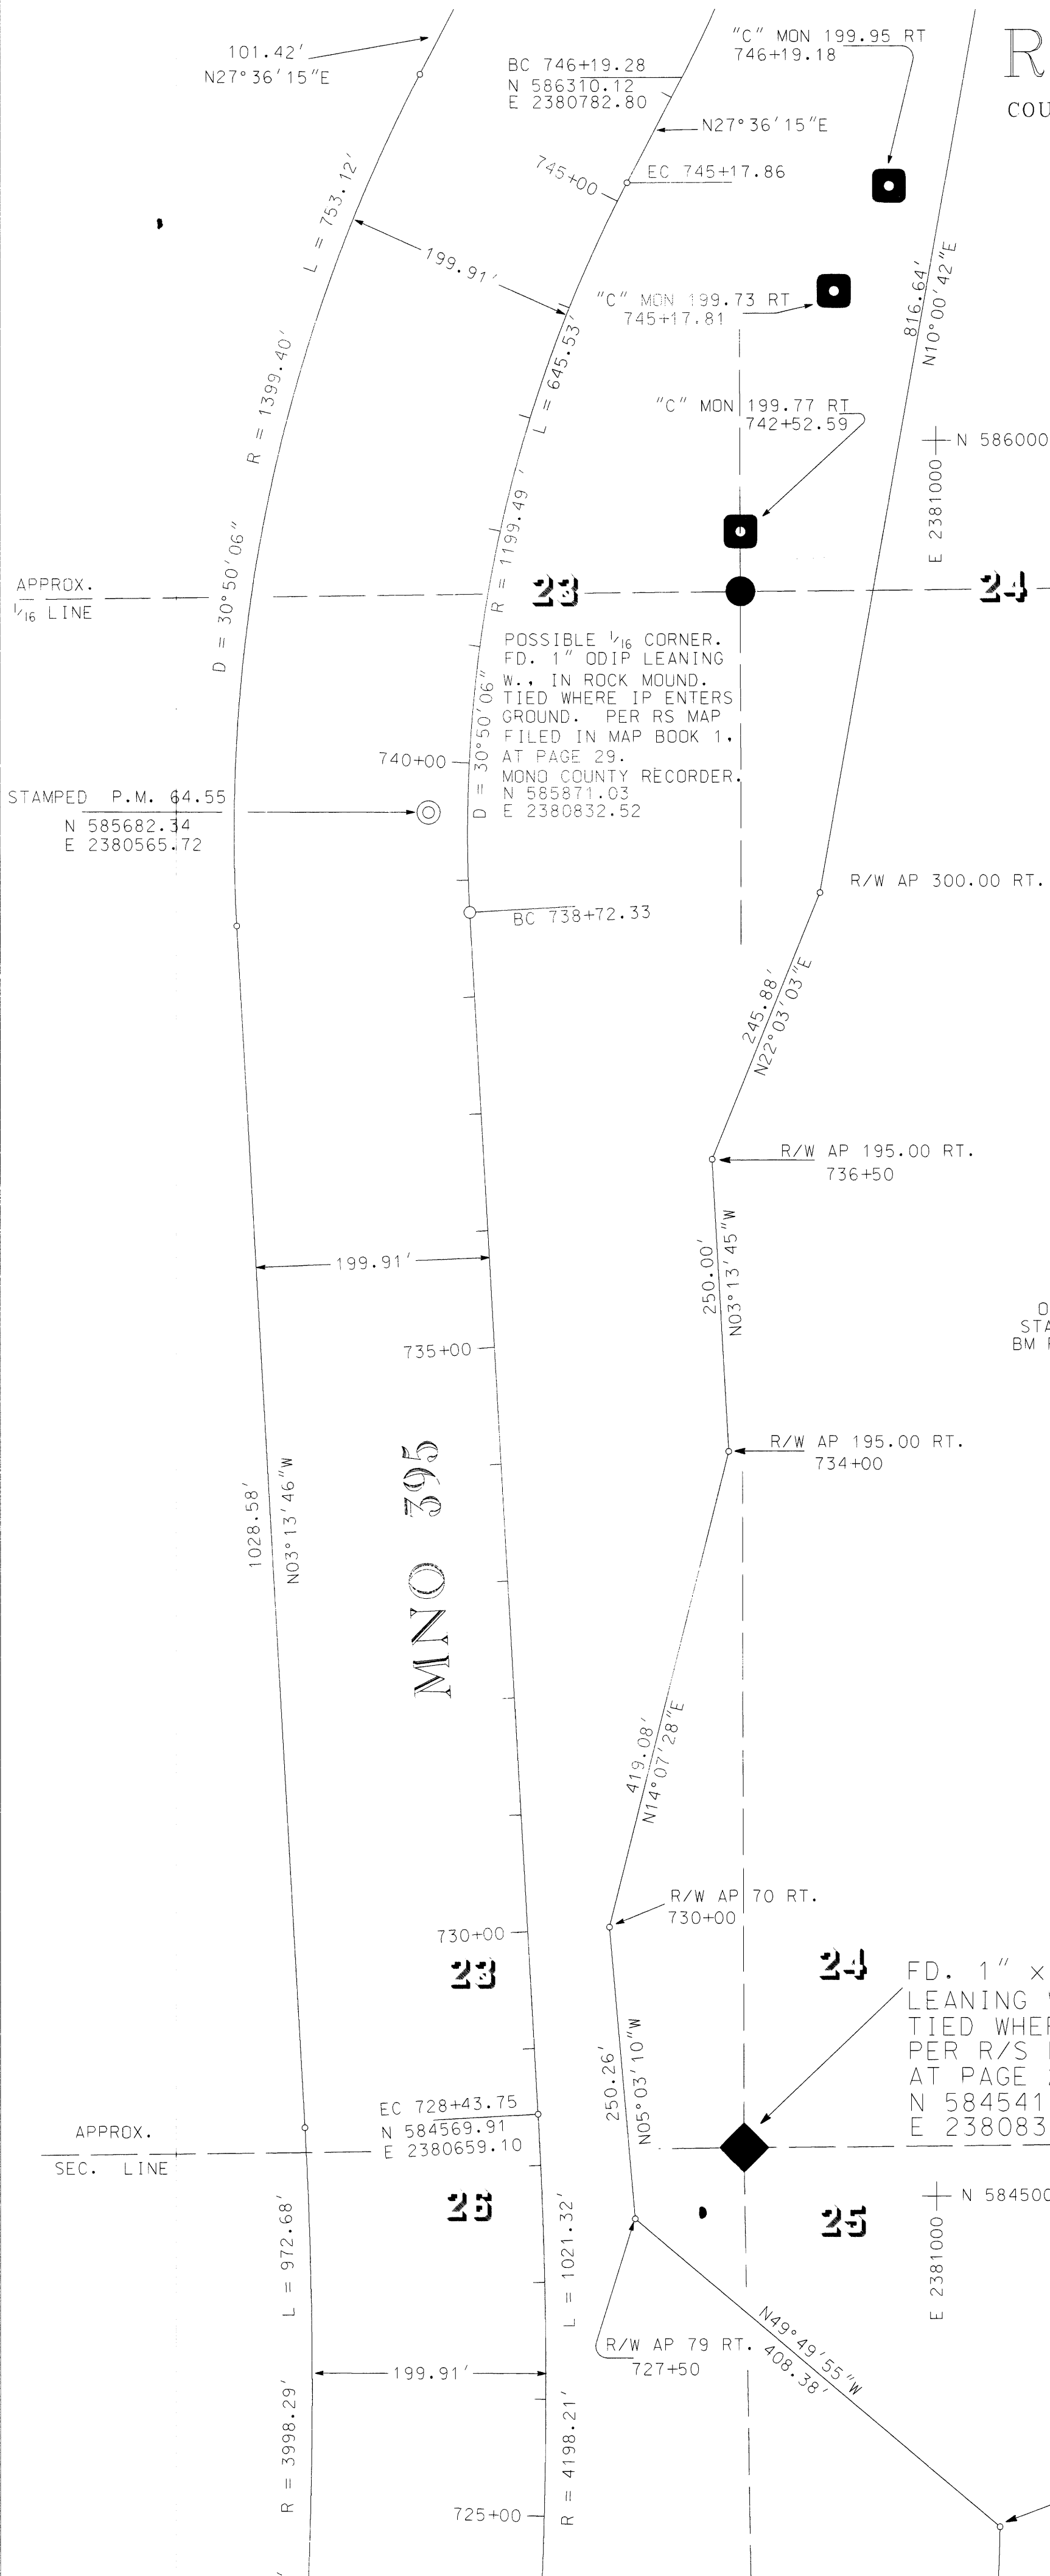 101.42'
N27°36'15"E
BC 746+19.28
N 586310.12
E 2380782.80
"C" MON 199.95 RT
746+19.18
R
COU
N27°36'15"E
745+00
EC 745+17.86
L = 753.12'
199.91'
"C" MON 199.73 RT
745+17.81
816.64'
N10°00'42"E
R = 1399.40'
L = 645.53'
"C" MON 199.77 RT
742+52.59
N 586000
E 2381000
D = 30°50'06"
R = 1199.49'
APPROX.
1/16 LINE
23
24
POSSIBLE 1/16 CORNER.
FD. 1" ODIP LEANING
W., IN ROCK MOUND.
TIED WHERE IP ENTERS
GROUND. PER RS MAP
FILED IN MAP BOOK 1,
AT PAGE 29.
MONO COUNTY RECORDER.
N 585871.03
E 2380832.52
D = 30°50'06"
740+00
STAMPED P.M. 64.55
N 585682.34
E 2380565.72
R/W AP 300.00 RT.
BC 738+72.33
245.88'
N22°03'03"E
R/W AP 195.00 RT.
736+50
199.91'
250.00'
N03°13'45"W
O
STA
BM
735+00
R/W AP 195.00 RT.
734+00
MNO 395
1028.58'
N03°13'46"W
419.08'
N14°07'28"E
R/W AP 70 RT.
730+00
730+00
23
24
FD. 1" x
LEANING
TIED WHER
PER R/S
AT PAGE
N 584541
E 238083
250.26'
N05°03'10"W
EC 728+43.75
N 584569.91
E 2380659.10
APPROX.
SEC. LINE
26
25
N 584500
E 2381000
L = 972.68'
L = 1021.32'
R/W AP 79 RT.
727+50
N49°49'55"W
408.38'
199.91'
R = 3998.29'
R = 4198.21'
725+00